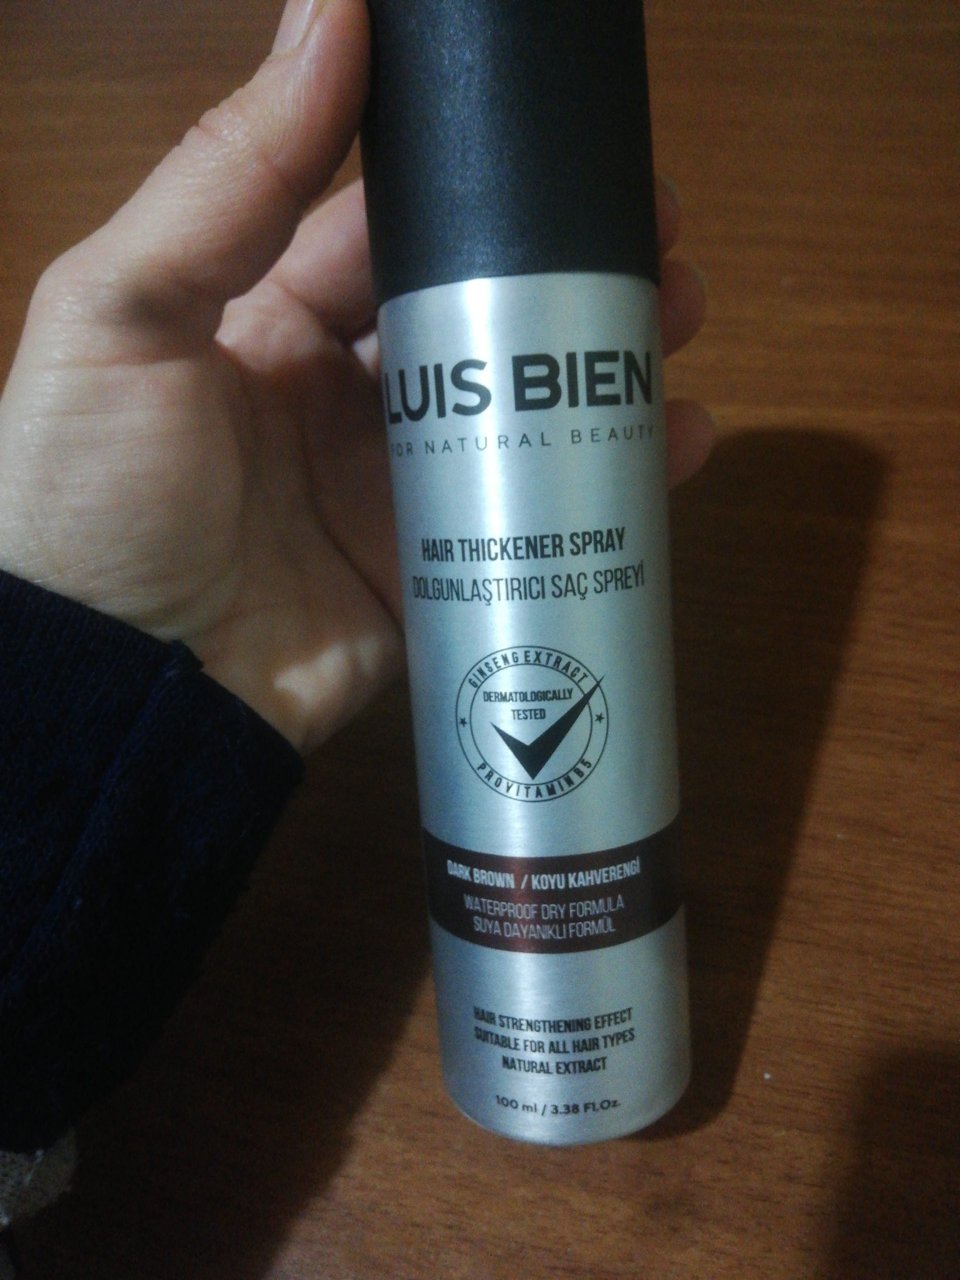 LUIS BIEN
FOR NATURAL BEAUTY
HAIR THICKENER SPRAY
DOLGUNLAŞTIRICI SAÇ SPREYİ
GINSENG EXTRACT
DERMATOLOGICALLY
TESTED
PROVITAMIN B5
DARK BROWN / KOYU KAHVERENGİ
WATERPROOF DRY FORMULA
SUYA DAYANIKLI FORMÜL
HAIR STRENGTHENING EFFECT
SUITABLE FOR ALL HAIR TYPES
NATURAL EXTRACT
100 ml / 3.38 Fl.Oz.